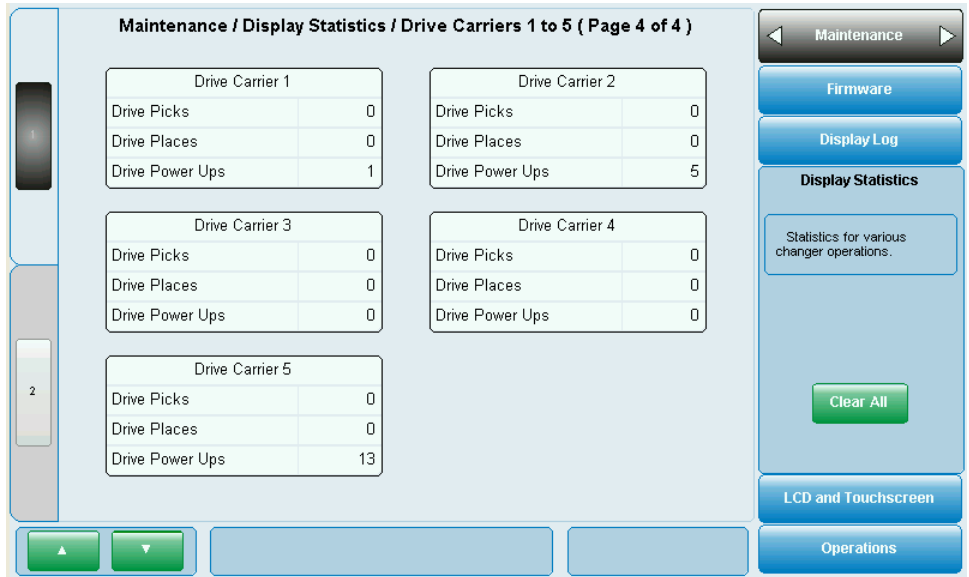 Maintenance / Display Statistics / Drive Carriers 1 to 5 ( Page 4 of 4 )
1
2
Drive Carrier 1
Drive Picks 0
Drive Places 0
Drive Power Ups 1
Drive Carrier 2
Drive Picks 0
Drive Places 0
Drive Power Ups 5
Drive Carrier 3
Drive Picks 0
Drive Places 0
Drive Power Ups 0
Drive Carrier 4
Drive Picks 0
Drive Places 0
Drive Power Ups 0
Drive Carrier 5
Drive Picks 0
Drive Places 0
Drive Power Ups 13
Maintenance
Firmware
Display Log
Display Statistics
Statistics for various
changer operations.
Clear All
LCD and Touchscreen
Operations